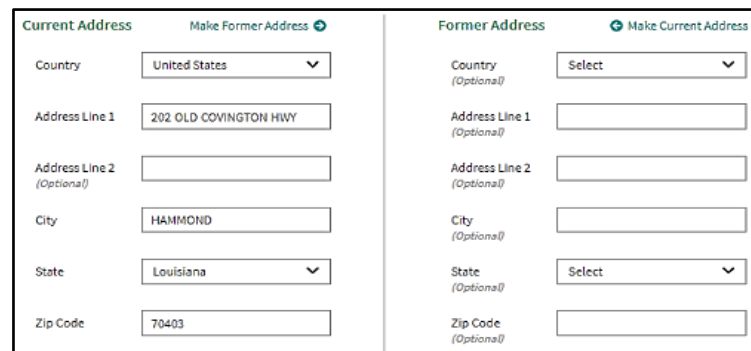 Current Address
Make Former Address
Country
United States
Address Line 1
202 OLD COVINGTON HWY
Address Line 2
(Optional)
City
HAMMOND
State
Louisiana
Zip Code
70403
Former Address
Make Current Address
Country
(Optional)
Select
Address Line 1
(Optional)
Address Line 2
(Optional)
City
(Optional)
State
(Optional)
Select
Zip Code
(Optional)